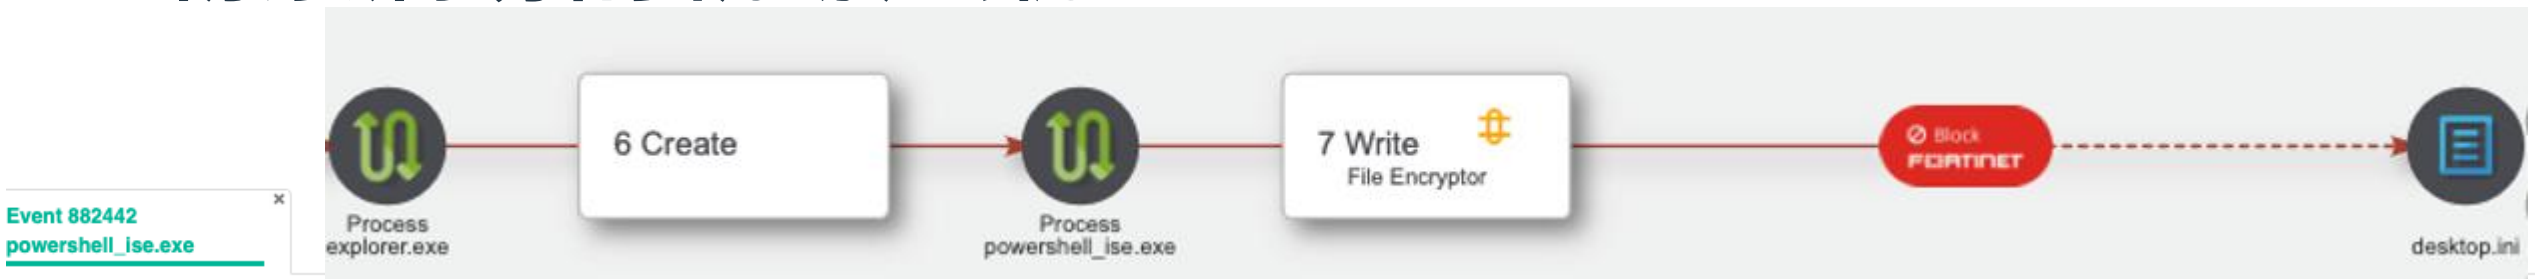 Event 882442
powershell_ise.exe
Process
explorer.exe
6 Create
Process
powershell_ise.exe
7 Write
File Encryptor
Block
FORTINET
desktop.ini